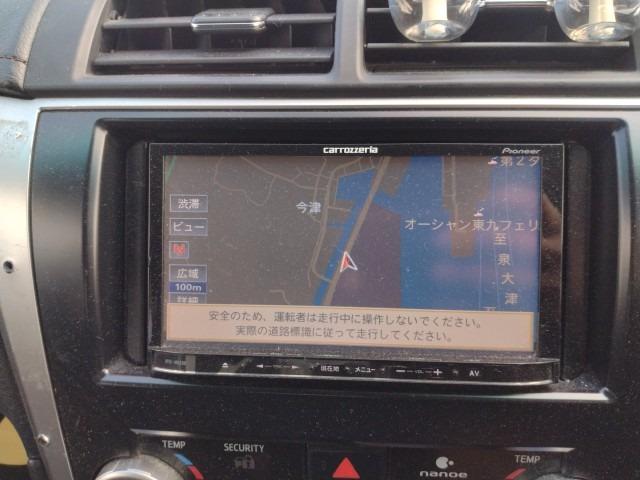 carrozzeria
Pioneer
第2タ
渋滞
今津
ビュー
オーシャン東九フェリ
至泉大津
広域
100m
詳細
安全のため、運転者は走行中に操作しないでください。
実際の道路標識に従って走行してください。
現在地
メニュー
VOL
AV
TEMP
SECURITY
nanoe
TEMP